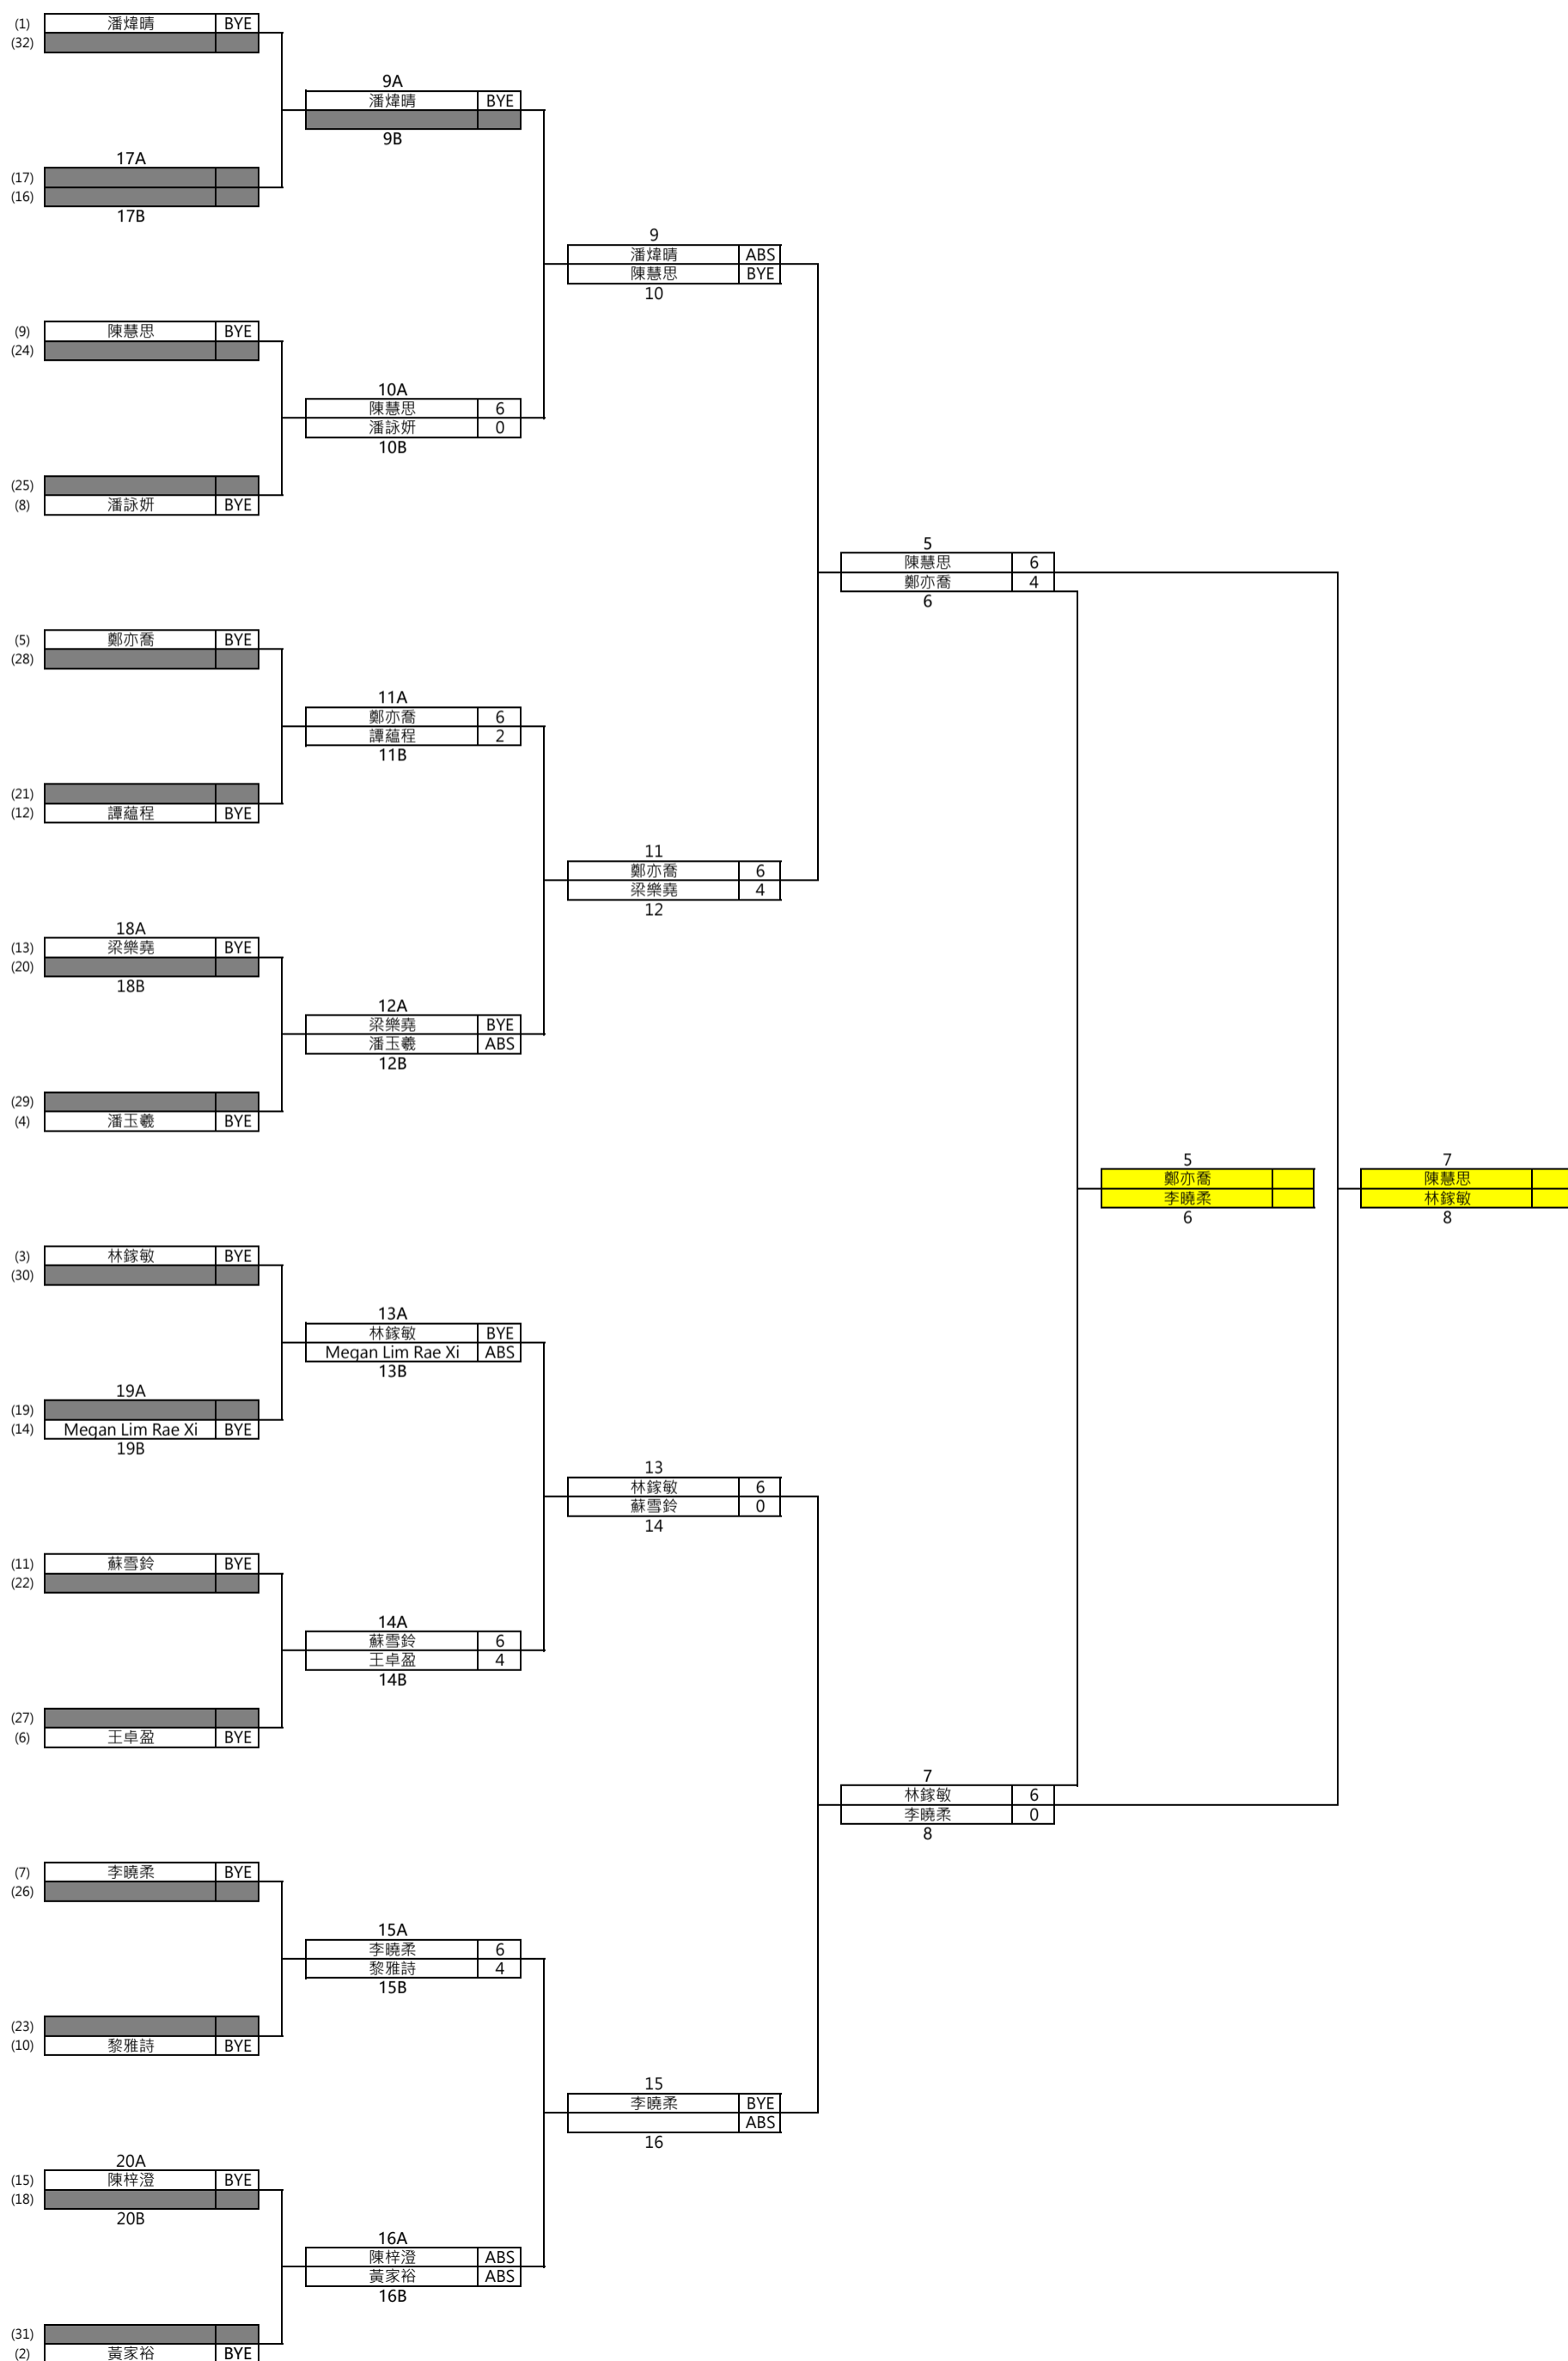 (1) 潘煒晴 BYE
(32)
9A
潘煒晴 BYE
9B
17A
(17)
(16)
17B
9
潘煒晴 ABS
陳慧思 BYE
10
(9) 陳慧思 BYE
(24)
10A
陳慧思 6
潘詠妍 0
10B
(25)
(8) 潘詠妍 BYE
5
陳慧思 6
鄭亦喬 4
6
(5) 鄭亦喬 BYE
(28)
11A
鄭亦喬 6
譚蘊程 2
11B
(21)
(12) 譚蘊程 BYE
11
鄭亦喬 6
梁樂堯 4
12
18A
(13) 梁樂堯 BYE
(20)
18B
12A
梁樂堯 BYE
潘玉羲 ABS
12B
(29)
(4) 潘玉羲 BYE
5
鄭亦喬
李曉柔
6
7
陳慧思
林鎵敏
8
(3) 林鎵敏 BYE
(30)
13A
林鎵敏 BYE
Megan Lim Rae Xi ABS
13B
19A
(19)
(14) Megan Lim Rae Xi BYE
19B
13
林鎵敏 6
蘇雪鈴 0
14
(11) 蘇雪鈴 BYE
(22)
14A
蘇雪鈴 6
王卓盈 4
14B
(27)
(6) 王卓盈 BYE
7
林鎵敏 6
李曉柔 0
8
(7) 李曉柔 BYE
(26)
15A
李曉柔 6
黎雅詩 4
15B
(23)
(10) 黎雅詩 BYE
15
李曉柔 BYE
ABS
16
20A
(15) 陳梓澄 BYE
(18)
20B
16A
陳梓澄 ABS
黃家裕 ABS
16B
(31)
(2) 黃家裕 BYE